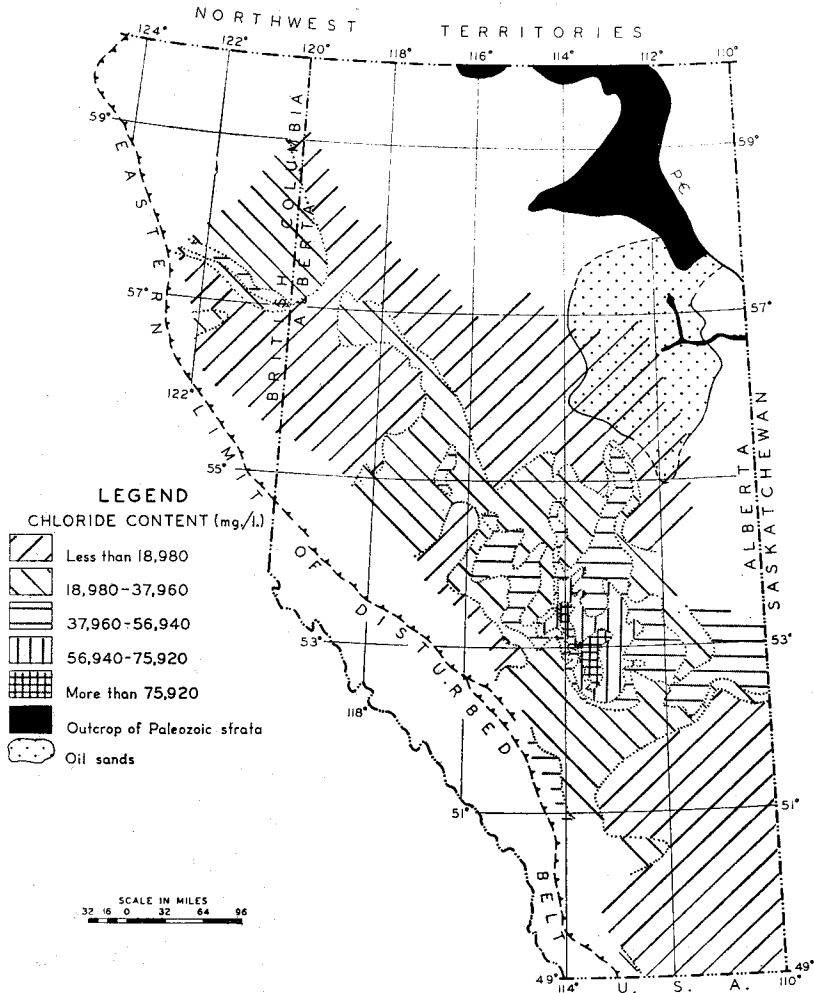 NORTHWEST TERRITORIES
124° 122° 120° 118° 116° 114° 112° 110°
59° 59°
BRITISH COLUMBIA
ALBERTA
EASTERN LIMIT OF DISTURBED BELT
PЄ
57° 57°
122°
ALBERTA
SASKATCHEWAN
55°
LEGEND
CHLORIDE CONTENT (mg./l.)
Less than 18,980
18,980-37,960
37,960-56,940
56,940-75,920
More than 75,920
Outcrop of Paleozoic strata
Oil sands
53° 53°
118°
51° 51°
SCALE IN MILES
32 16 0 32 64 96
49° 49°
114° U. S. A. 110°